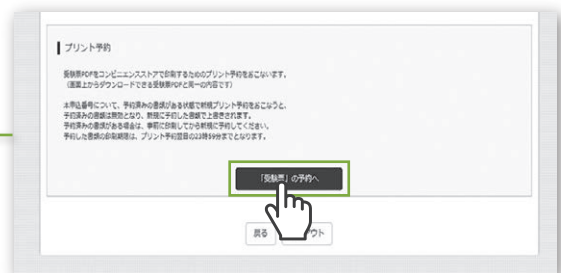 プリント予約
受験票PDFをコンビニエンスストアで印刷するためのプリント予約をおこないます。
（画面上からダウンロードできる受験票PDFと同一の内容です）
本申込番号について、予約済みの書類がある状態で新規プリント予約をおこなうと、
予約済みの書類は無効となり、新規に予約した書類で上書きされます。
予約済みの書類がある場合は、事前に印刷してから新規に予約してください。
予約した書類の印刷期限は、プリント予約翌日の23時59分までとなります。
「受験票」の予約へ
戻る
アウト